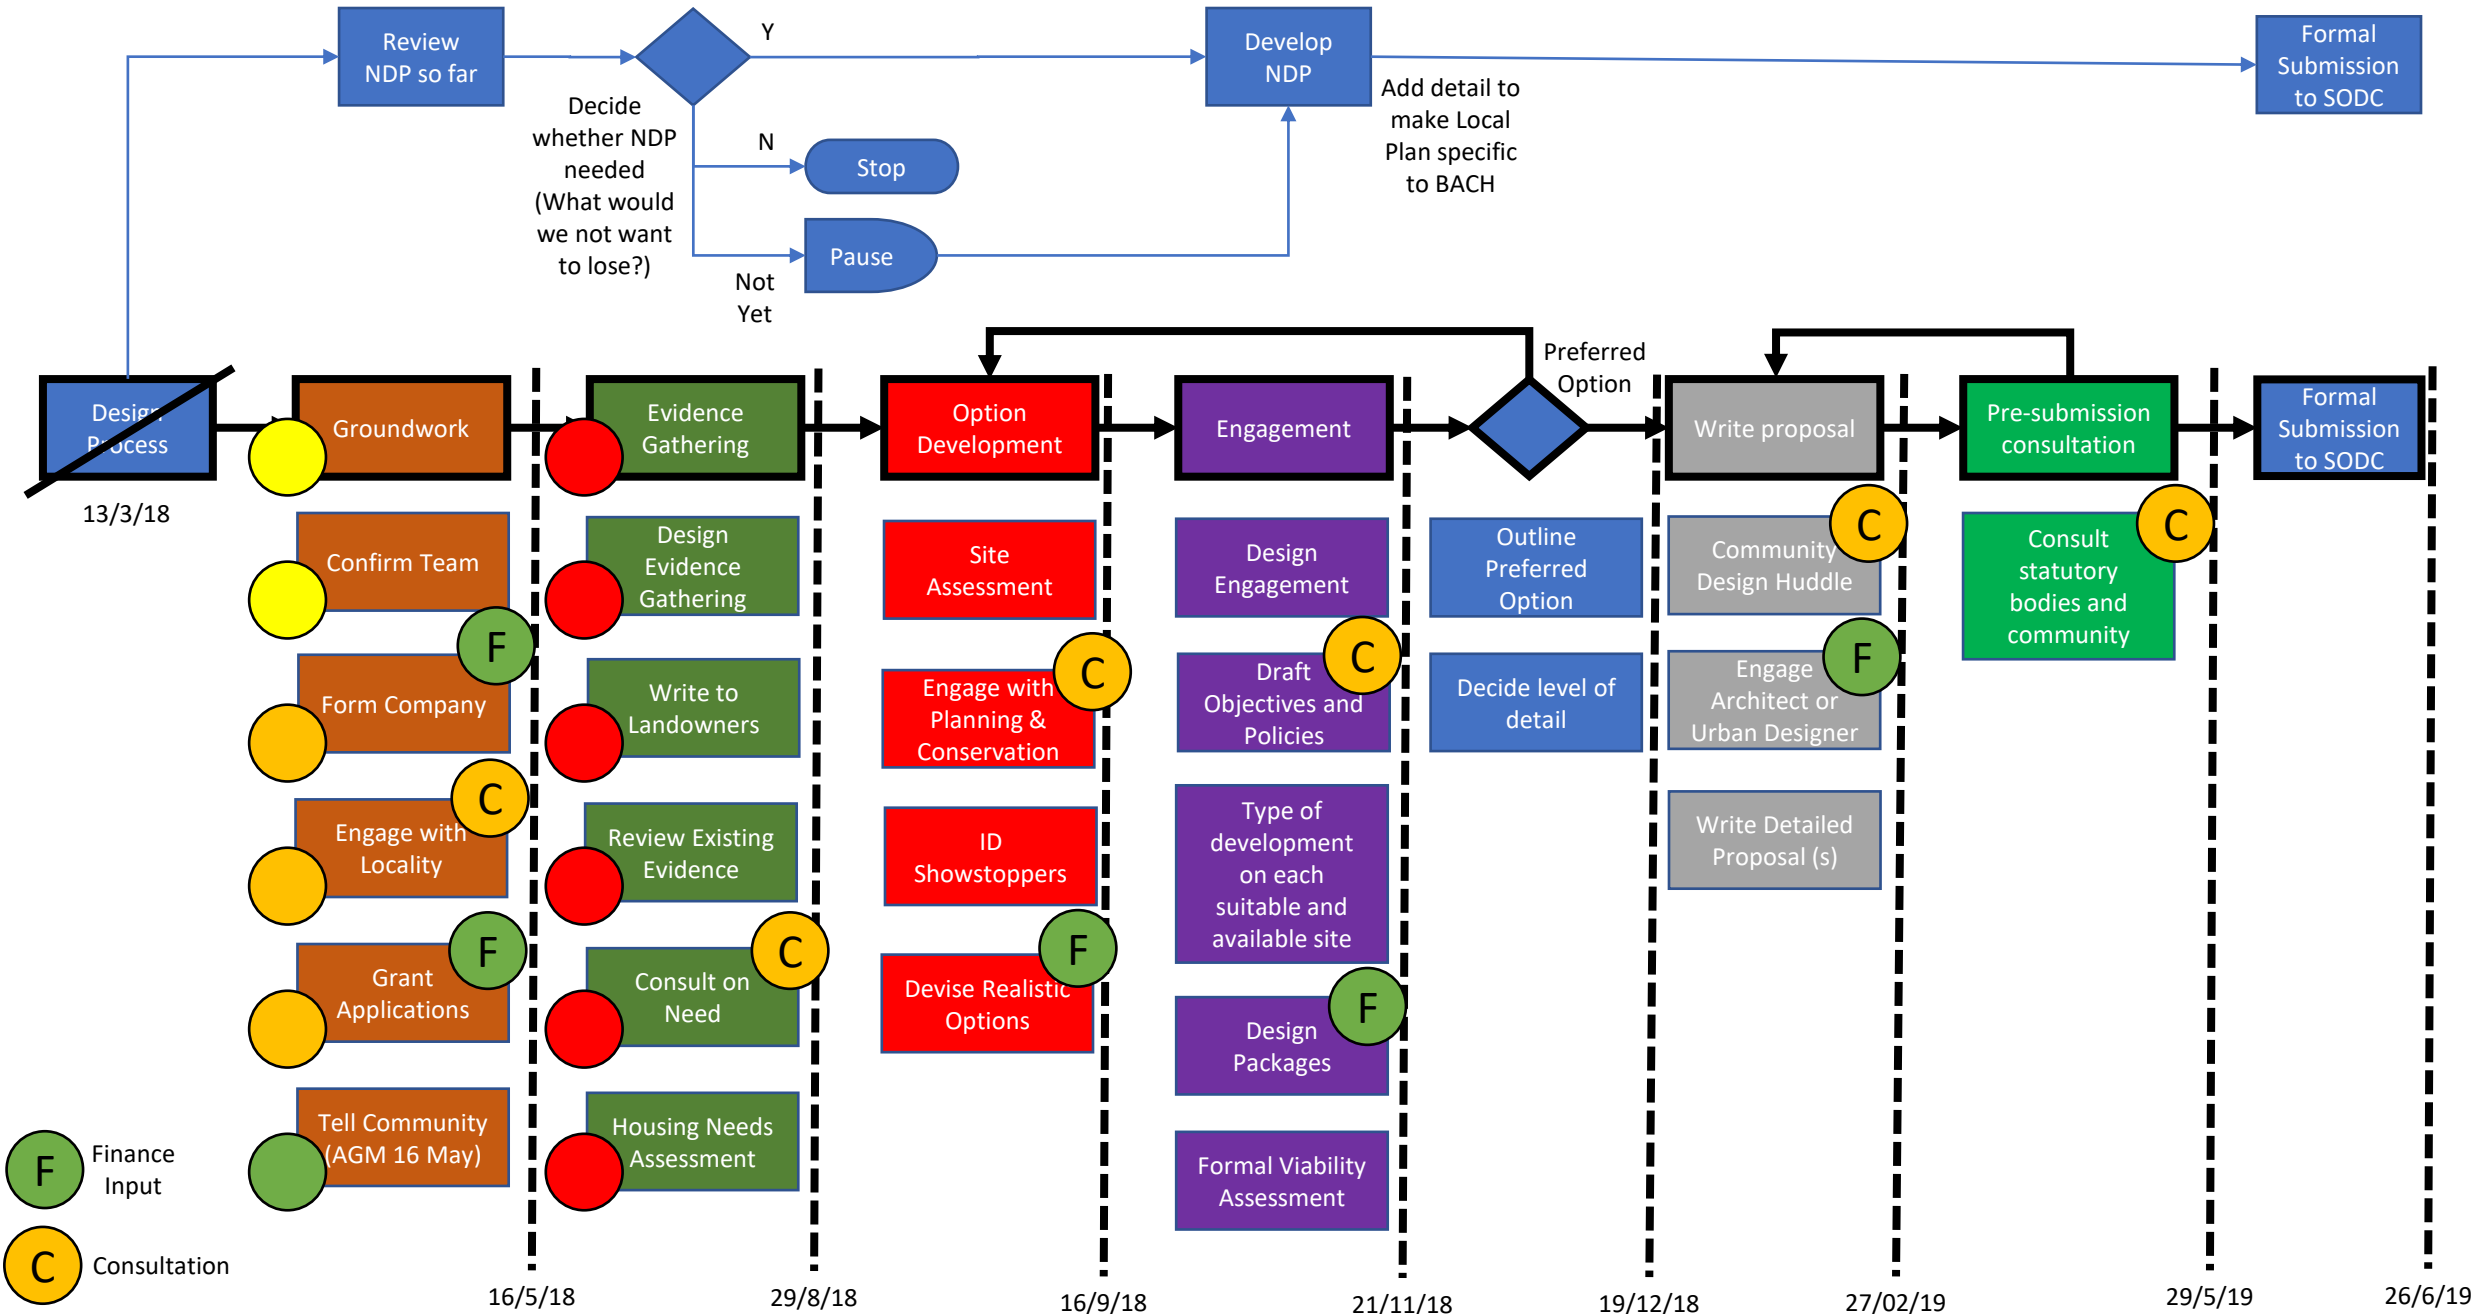 Review
NDP so far
Y
Develop
NDP
Formal
Submission
to SODC
Decide
whether NDP
needed
(What would
we not want
to lose?)
N
Stop
Add detail to
make Local
Plan specific
to BACH
Pause
Not
Yet
Design
Process
13/3/18
Groundwork
Evidence
Gathering
Option
Development
Engagement
Preferred
Option
Write proposal
Pre-submission
consultation
Formal
Submission
to SODC
Confirm Team
F
Form Company
C
Engage with
Locality
F
Grant
Applications
Tell Community
(AGM 16 May)
Design
Evidence
Gathering
Write to
Landowners
Review Existing
Evidence
C
Consult on
Need
Housing Needs
Assessment
Site
Assessment
C
Engage with
Planning &
Conservation
ID
Showstoppers
F
Devise Realistic
Options
Design
Engagement
C
Draft
Objectives and
Policies
Type of
development
on each
suitable and
available site
F
Design
Packages
Formal Viability
Assessment
Outline
Preferred
Option
Decide level of
detail
C
Community
Design Huddle
F
Engage
Architect or
Urban Designer
Write Detailed
Proposal (s)
C
Consult
statutory
bodies and
community
F
Finance
Input
C
Consultation
16/5/18
29/8/18
16/9/18
21/11/18
19/12/18
27/02/19
29/5/19
26/6/19